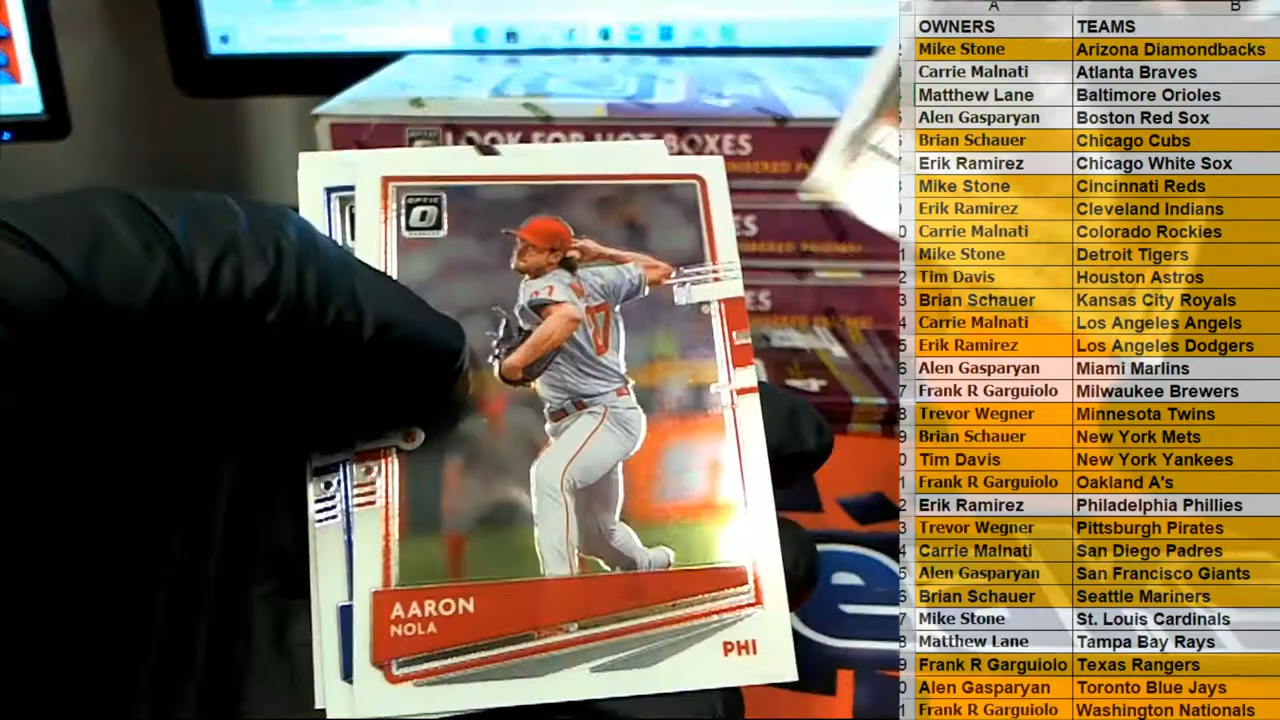 A B
OWNERS TEAMS
Mike Stone Arizona Diamondbacks
Carrie Malnati Atlanta Braves
Matthew Lane Baltimore Orioles
Alen Gasparyan Boston Red Sox
Brian Schauer Chicago Cubs
Erik Ramirez Chicago White Sox
Mike Stone Cincinnati Reds
Erik Ramirez Cleveland Indians
Carrie Malnati Colorado Rockies
Mike Stone Detroit Tigers
Tim Davis Houston Astros
Brian Schauer Kansas City Royals
Carrie Malnati Los Angeles Angels
Erik Ramirez Los Angeles Dodgers
Alen Gasparyan Miami Marlins
Frank R Garguiolo Milwaukee Brewers
Trevor Wegner Minnesota Twins
Brian Schauer New York Mets
Tim Davis New York Yankees
Frank R Garguiolo Oakland A's
Erik Ramirez Philadelphia Phillies
Trevor Wegner Pittsburgh Pirates
Carrie Malnati San Diego Padres
Alen Gasparyan San Francisco Giants
Brian Schauer Seattle Mariners
Mike Stone St. Louis Cardinals
Matthew Lane Tampa Bay Rays
Frank R Garguiolo Texas Rangers
Alen Gasparyan Toronto Blue Jays
Frank R Garguiolo Washington Nationals
LOOK FOR HOT BOXES
OPTIC
AARON
NOLA
PHI